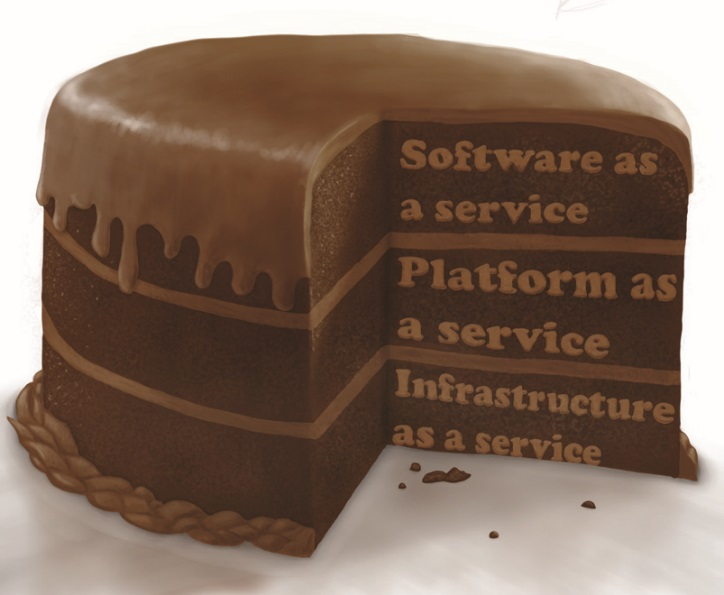 Software as
a service
Platform as
a service
Infrastructure
as a service